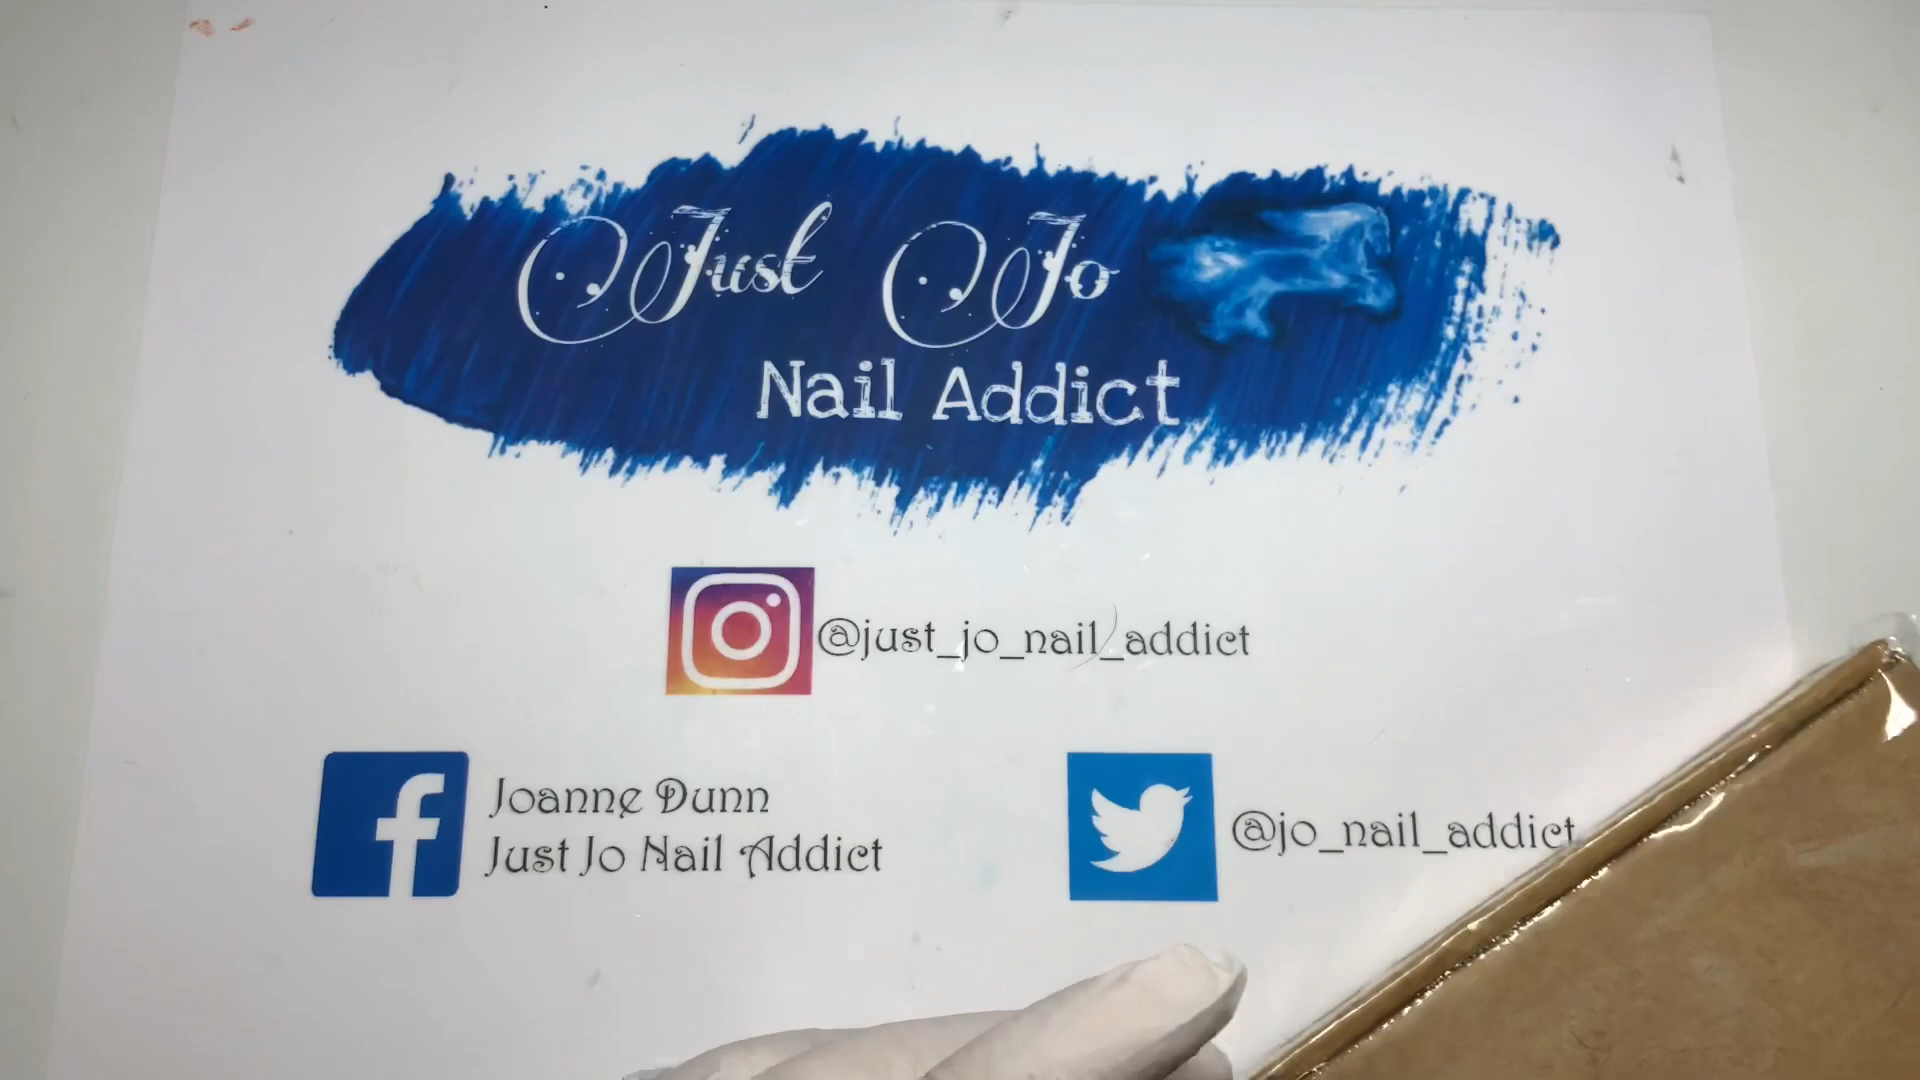 Just Jo
Nail Addict
@just_jo_nail_addict
Joanne Dunn
Just Jo Nail Addict
@jo_nail_addict